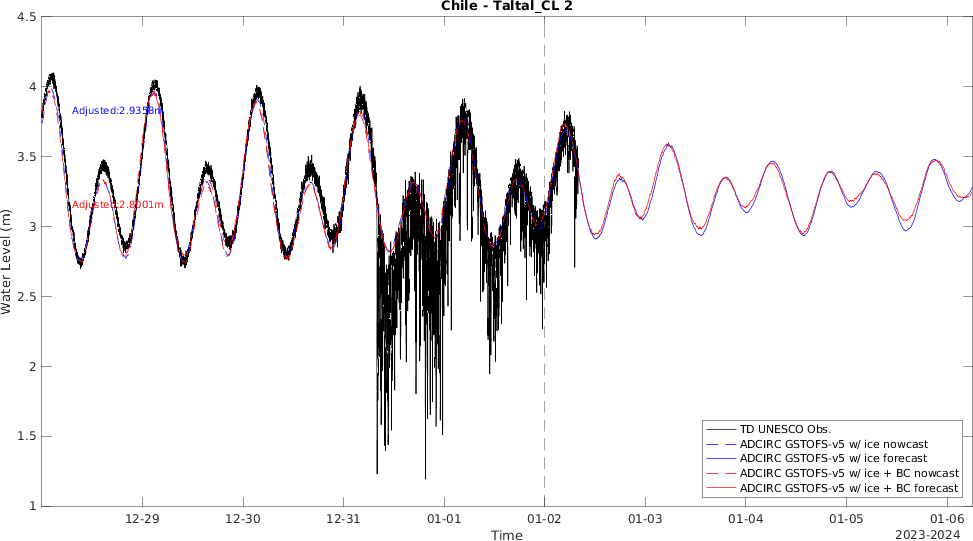 Chile - Taltal_CL 2
4.5
4
3.5
3
2.5
2
1.5
1
Water Level (m)
Adjusted:2.9358m
Adjusted:2.8001m
TD UNESCO Obs.
ADCIRC GSTOFS-v5 w/ ice nowcast
ADCIRC GSTOFS-v5 w/ ice forecast
ADCIRC GSTOFS-v5 w/ ice + BC nowcast
ADCIRC GSTOFS-v5 w/ ice + BC forecast
12-29 12-30 12-31 01-01 01-02 01-03 01-04 01-05 01-06
Time
2023-2024